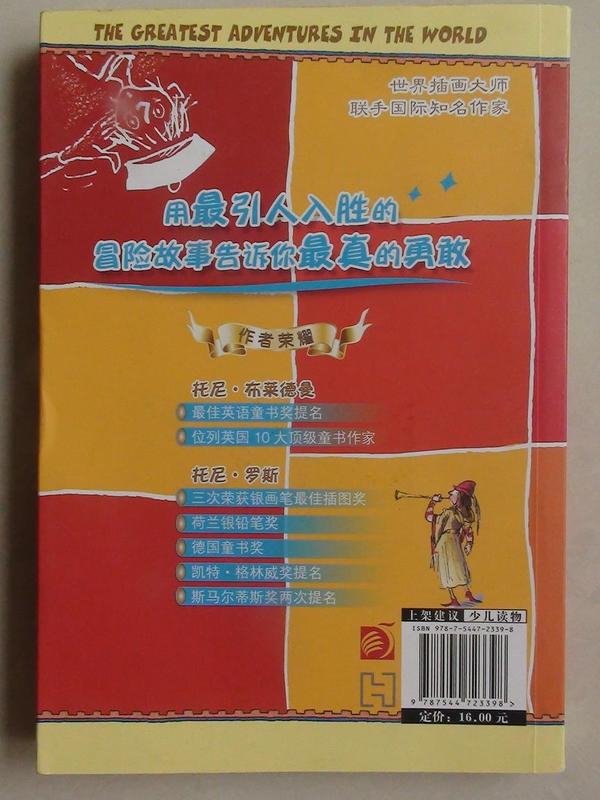 THE GREATEST ADVENTURES IN THE WORLD
世界插画大师
联手国际知名作家
用最引人入胜的
冒险故事告诉你最真的勇敢
作者荣耀
托尼·布莱德曼
最佳英语童书奖提名
位列英国10大顶级童书作家
托尼·罗斯
三次荣获银画笔最佳插图奖
荷兰银铅笔奖
德国童书奖
凯特·格林威奖提名
斯马尔蒂斯奖两次提名
上架建议 少儿读物
ISBN 978-7-5447-2339-8
9 787544 723398 >
定价：16.00元